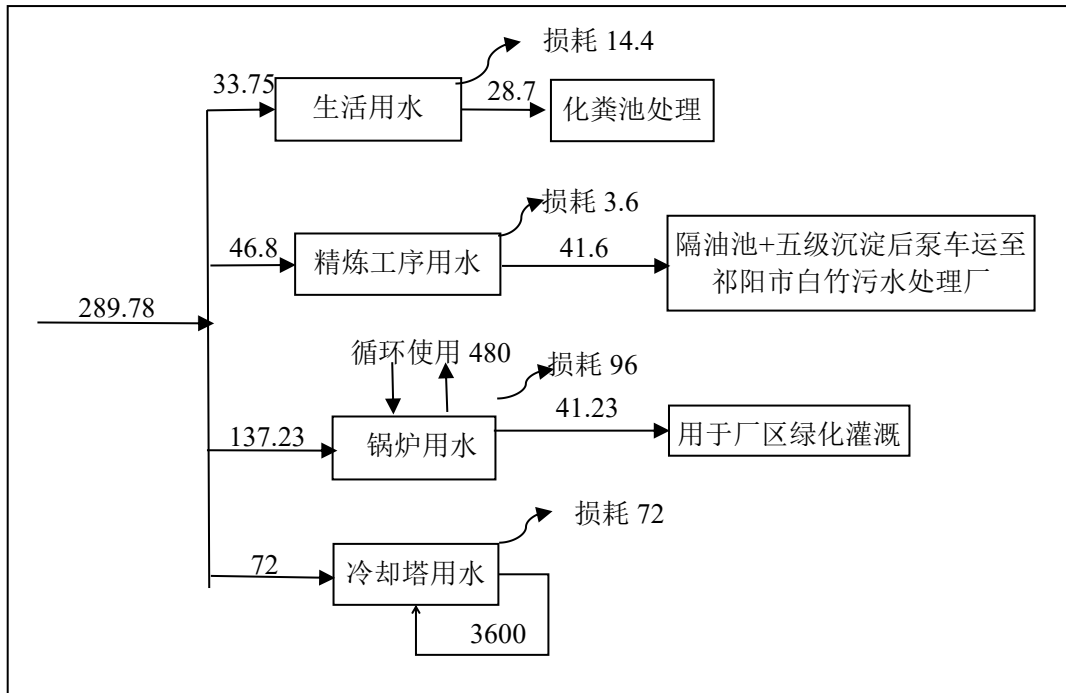 损耗 14.4
33.75
生活用水
28.7
化粪池处理
损耗 3.6
46.8
精炼工序用水
41.6
隔油池+五级沉淀后泵车运至
祁阳市白竹污水处理厂
289.78
循环使用 480
损耗 96
137.23
锅炉用水
41.23
用于厂区绿化灌溉
损耗 72
72
冷却塔用水
3600